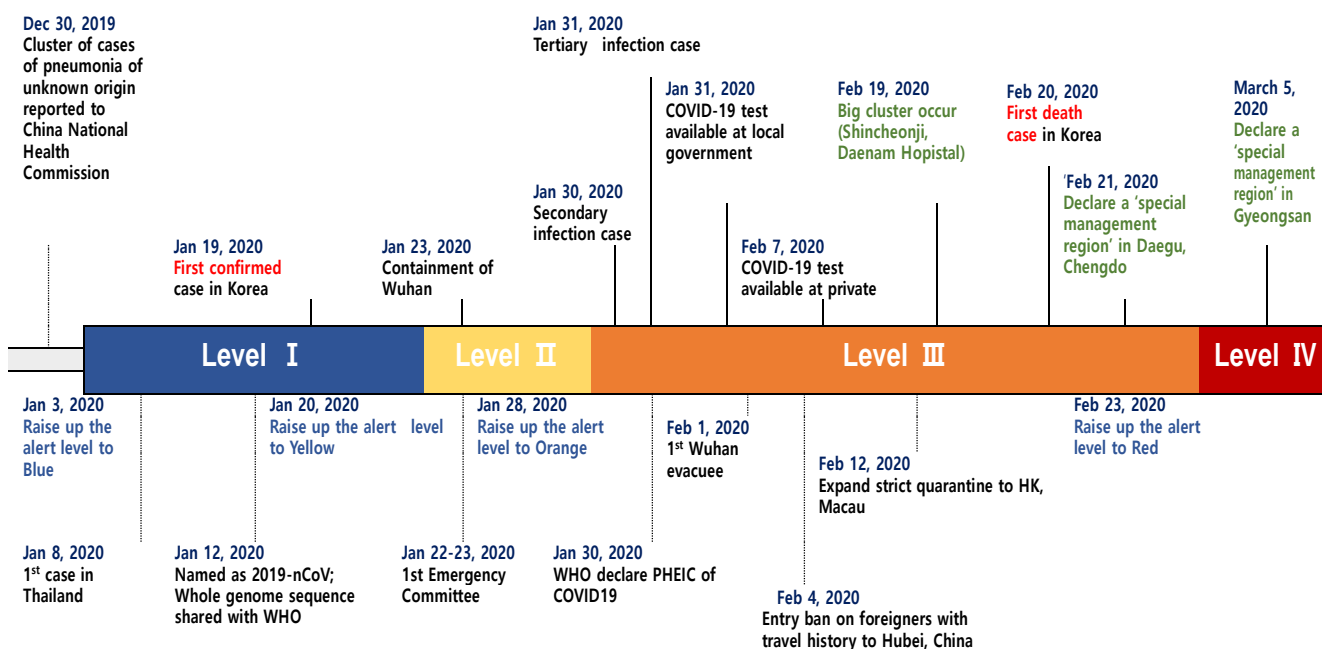 Dec 30, 2019
Cluster of cases
of pneumonia of
unknown origin
reported to
China National
Health
Commission
Jan 19, 2020
First confirmed
case in Korea
Jan 23, 2020
Containment of
Wuhan
Jan 30, 2020
Secondary
infection case
Jan 31, 2020
Tertiary infection case
Jan 31, 2020
COVID-19 test
available at local
government
Feb 7, 2020
COVID-19 test
available at private
Feb 19, 2020
Big cluster occur
(Shincheonji,
Daenam Hopistal)
Feb 20, 2020
First death
case in Korea
'Feb 21, 2020
Declare a 'special
management
region' in Daegu,
Chengdo
March 5,
2020
Declare a
'special
management
region' in
Gyeongsan
Level Ⅰ
Level Ⅱ
Level Ⅲ
Level Ⅳ
Jan 3, 2020
Raise up the
alert level to
Blue
Jan 20, 2020
Raise up the alert level
to Yellow
Jan 28, 2020
Raise up the alert
level to Orange
Feb 1, 2020
1st Wuhan
evacuee
Feb 12, 2020
Expand strict quarantine to HK,
Macau
Feb 23, 2020
Raise up the alert
level to Red
Jan 8, 2020
1st case in
Thailand
Jan 12, 2020
Named as 2019-nCoV;
Whole genome sequence
shared with WHO
Jan 22-23, 2020
1st Emergency
Committee
Jan 30, 2020
WHO declare PHEIC of
COVID19
Feb 4, 2020
Entry ban on foreigners with
travel history to Hubei, China